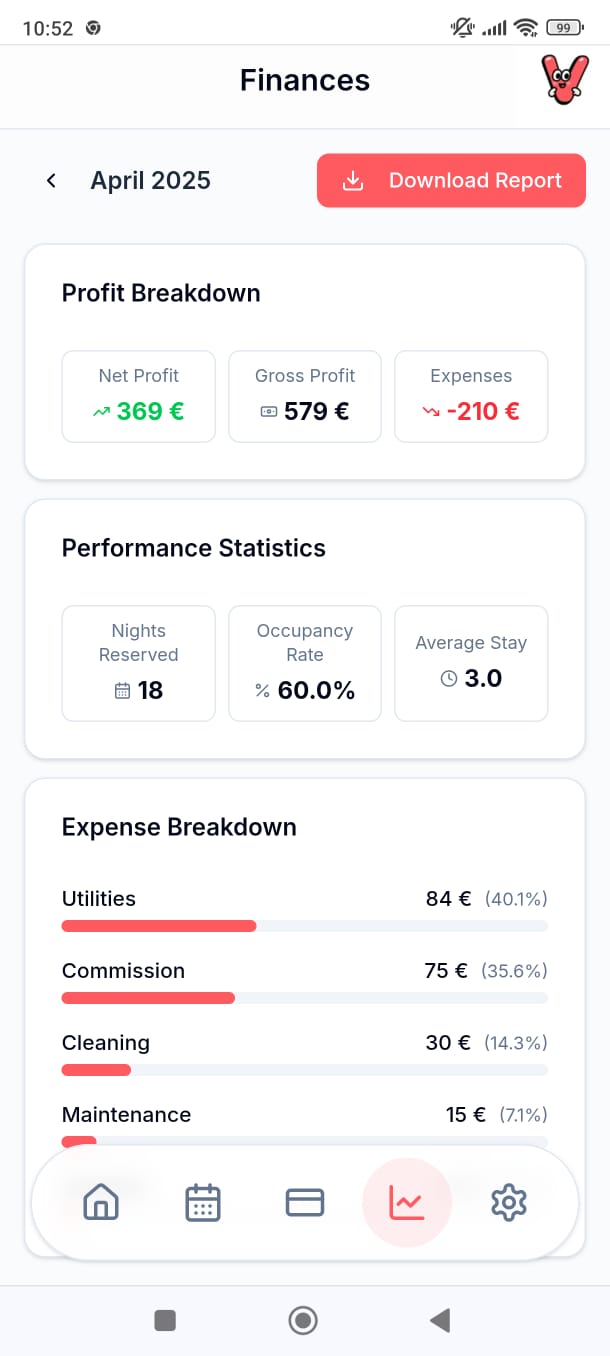 10:52
99
Finances
April 2025
Download Report
Profit Breakdown
Net Profit
Gross Profit
Expenses
369 €
579 €
-210 €
Performance Statistics
Nights
Reserved
Occupancy
Rate
Average Stay
18
60.0%
3.0
Expense Breakdown
Utilities 84 € (40.1%)
Commission 75 € (35.6%)
Cleaning 30 € (14.3%)
Maintenance 15 € (7.1%)